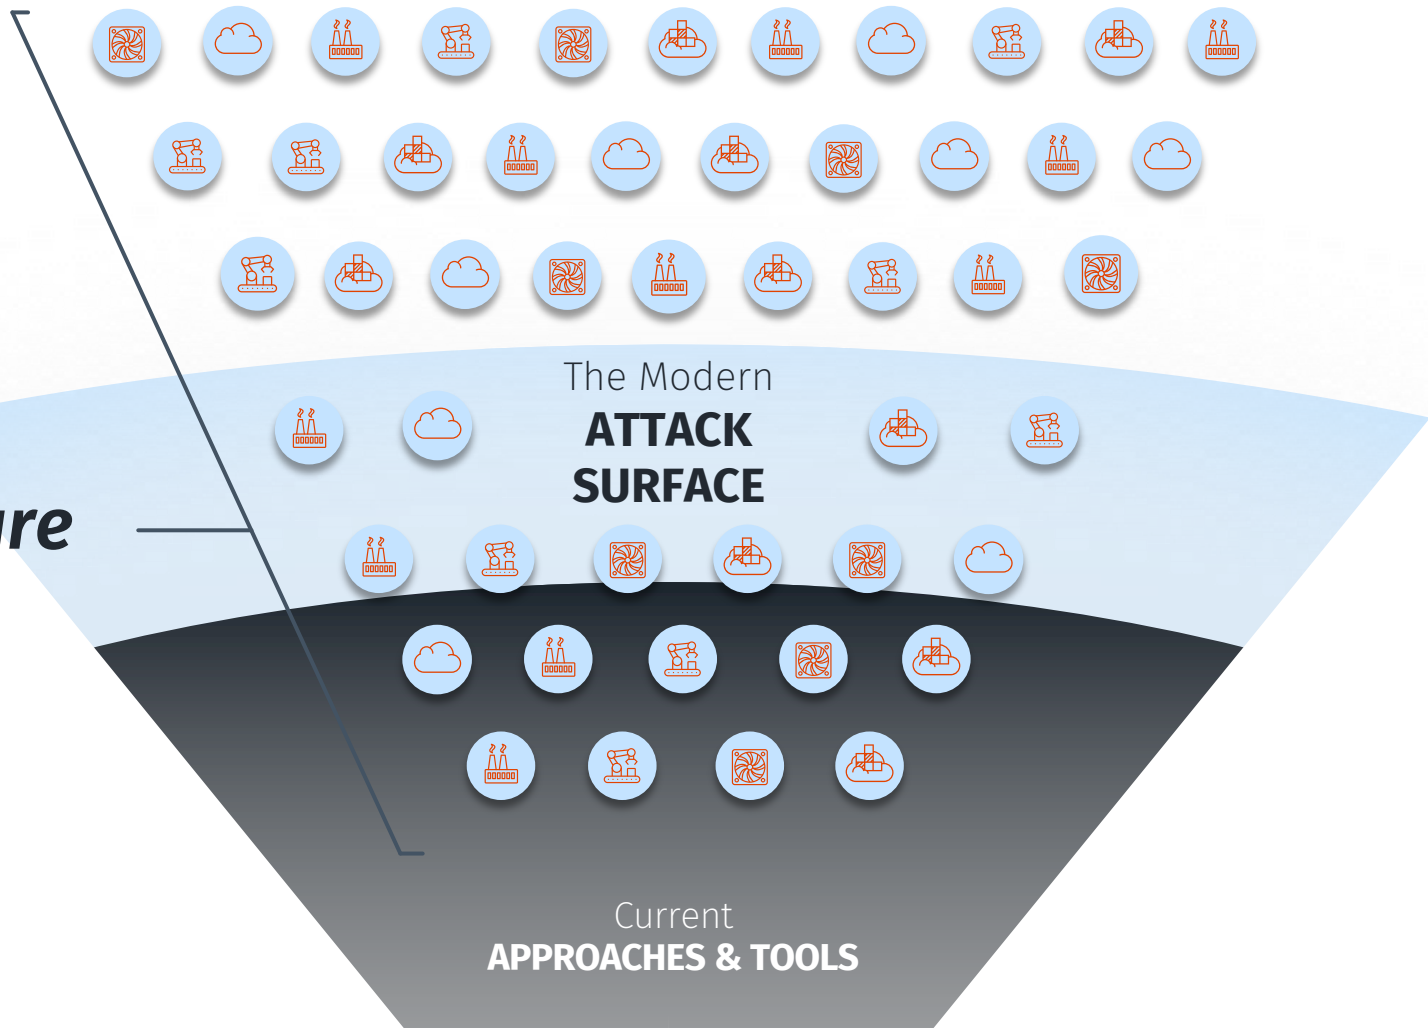 The Modern
ATTACK
SURFACE
Current
APPROACHES & TOOLS